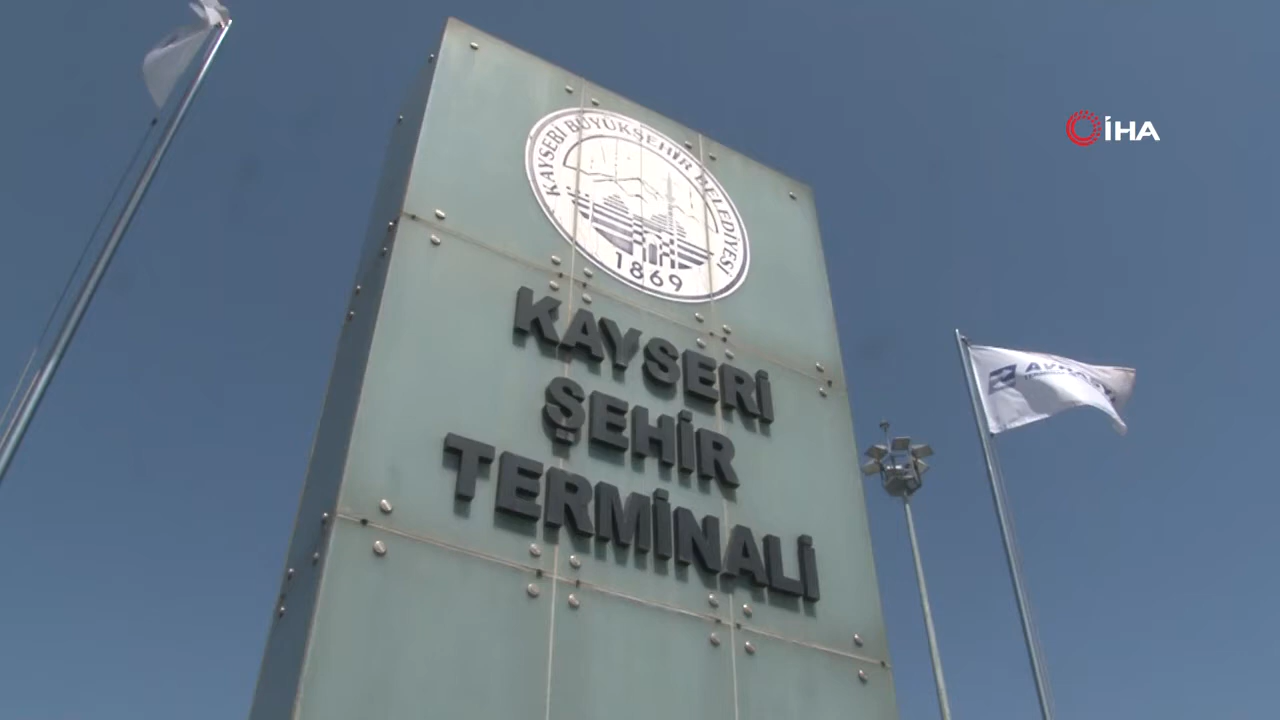 İHA
KAYSERİ BÜYÜKŞEHİR BELEDİYESİ
1869
KAYSERİ
ŞEHİR
TERMİNALİ